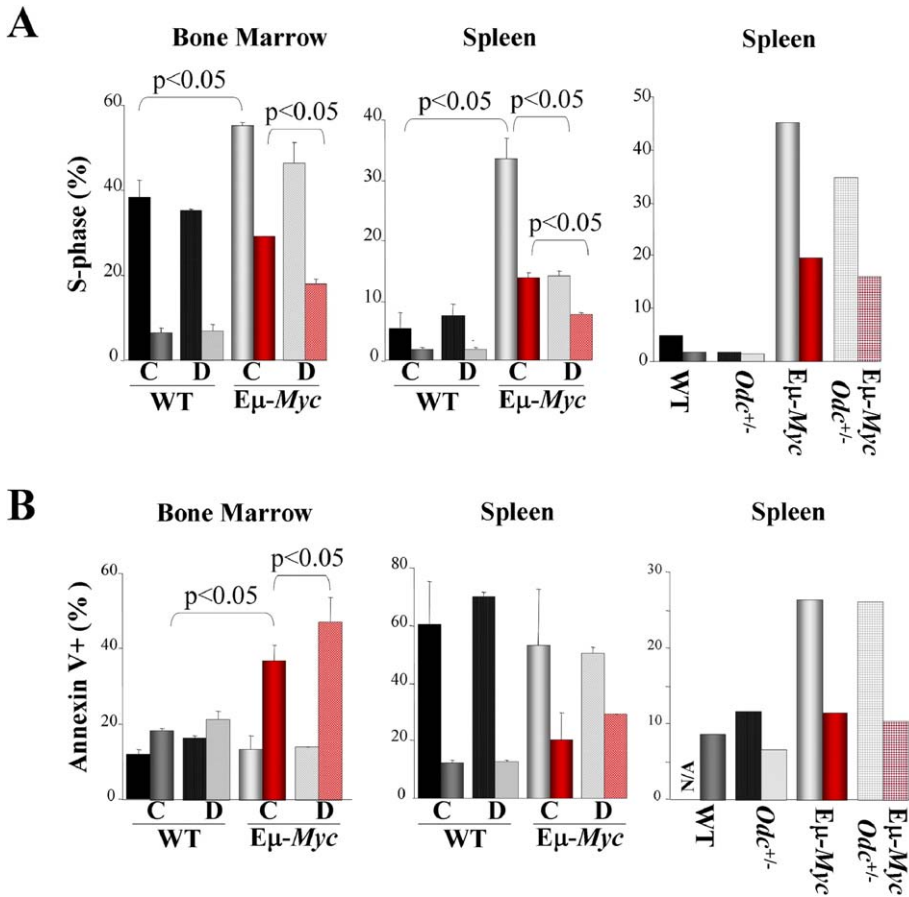 A
Bone Marrow
Spleen
Spleen
p<0.05
p<0.05
p<0.05
p<0.05
p<0.05
S-phase (%)
60
40
20
0
40
30
20
10
0
50
40
30
20
10
0
C D C D
WT Eμ-Myc
C D C D
WT Eμ-Myc
WT
Odc+/-
Eμ-Myc
Eμ-Myc
Odc+/-
B
Bone Marrow
Spleen
Spleen
p<0.05
p<0.05
Annexin V+ (%)
60
40
20
0
80
60
40
20
0
30
20
10
0
N/A
C D C D
WT Eμ-Myc
C D C D
WT Eμ-Myc
WT
Odc+/-
Eμ-Myc
Eμ-Myc
Odc+/-